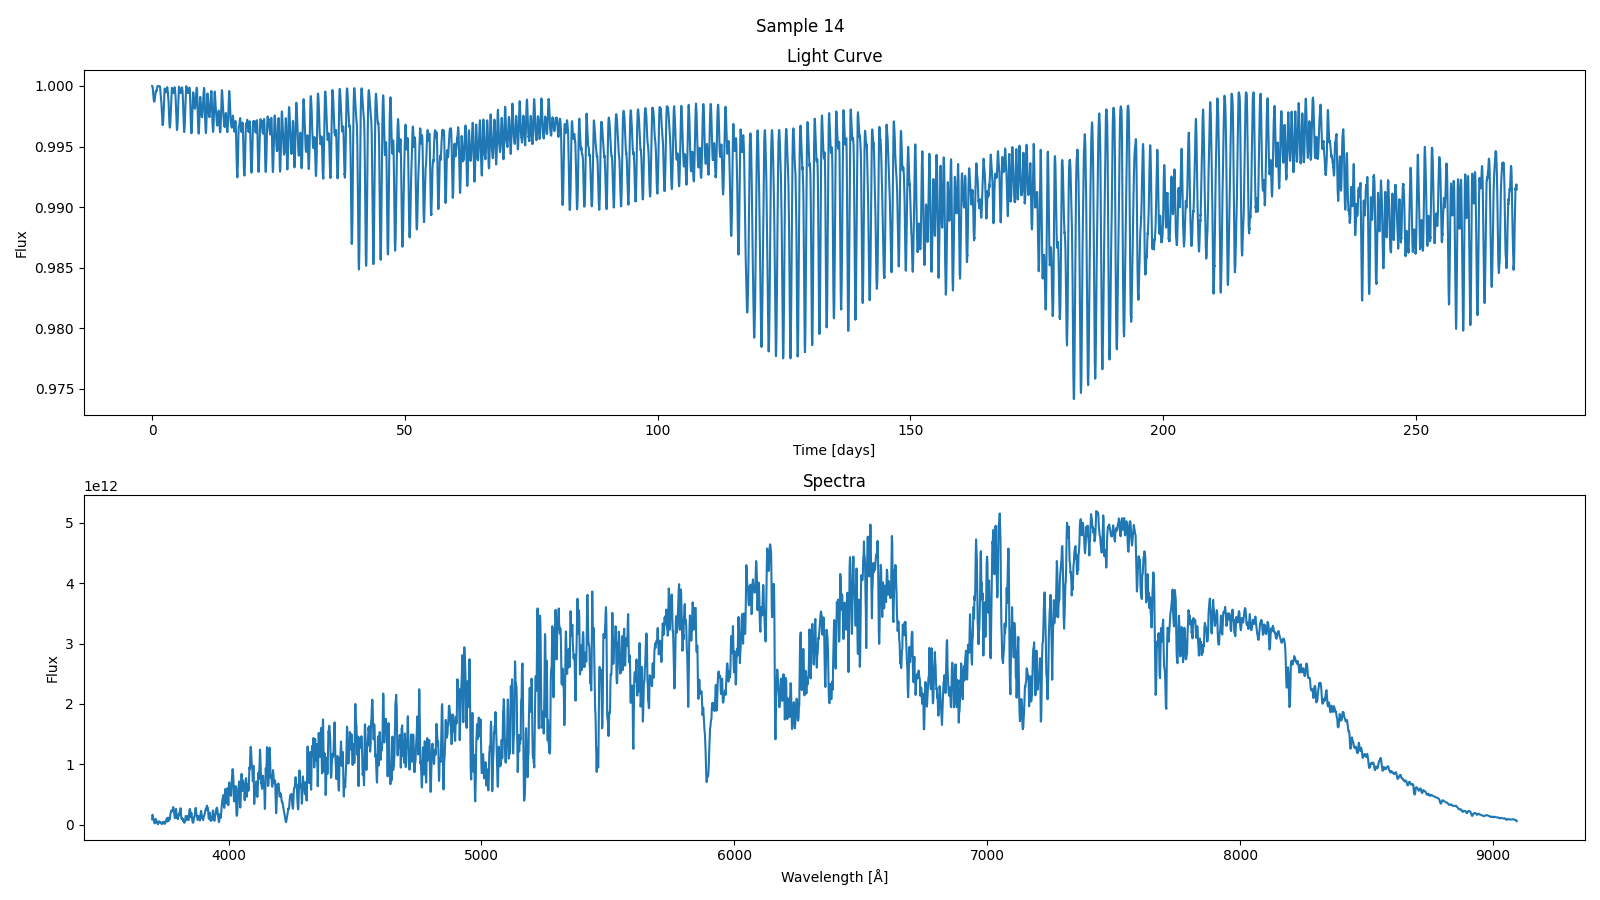 Sample 14
Light Curve
1.000
0.995
0.990
0.985
0.980
0.975
Flux
0 50 100 150 200 250
Time [days]
Spectra
1e12
5
4
3
2
1
0
Flux
4000 5000 6000 7000 8000 9000
Wavelength [Å]